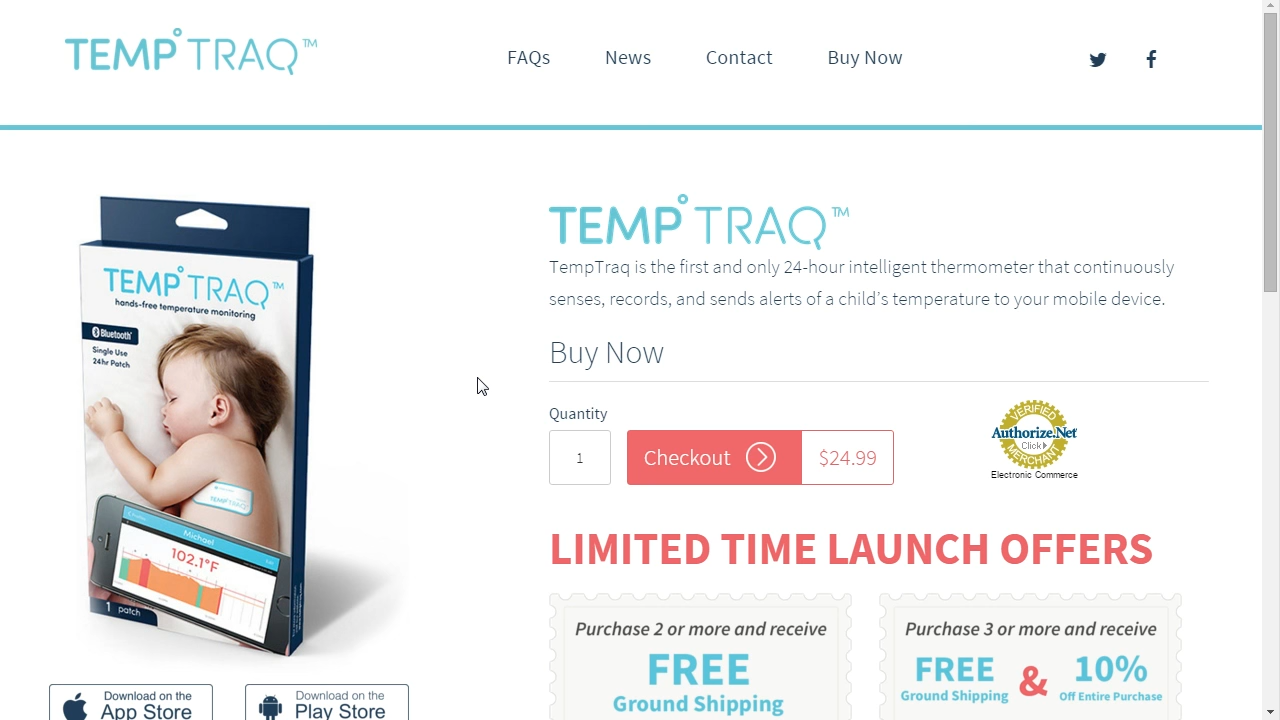 TEMP TRAQ™
FAQs
News
Contact
Buy Now
TEMP TRAQ™
hands-free temperature monitoring
Bluetooth
Single Use
24hr Patch
TEMP TRAQ
Michael
102.1°F
1 patch
Download on the
App Store
Download on the
Play Store
TEMP TRAQ™
TempTraq is the first and only 24-hour intelligent thermometer that continuously
senses, records, and sends alerts of a child's temperature to your mobile device.
Buy Now
Quantity
1
Checkout
$24.99
VERIFIED
Authorize.Net
Click
MERCHANT
Electronic Commerce
LIMITED TIME LAUNCH OFFERS
Purchase 2 or more and receive
FREE
Ground Shipping
Purchase 3 or more and receive
FREE
Ground Shipping
&
10%
Off Entire Purchase